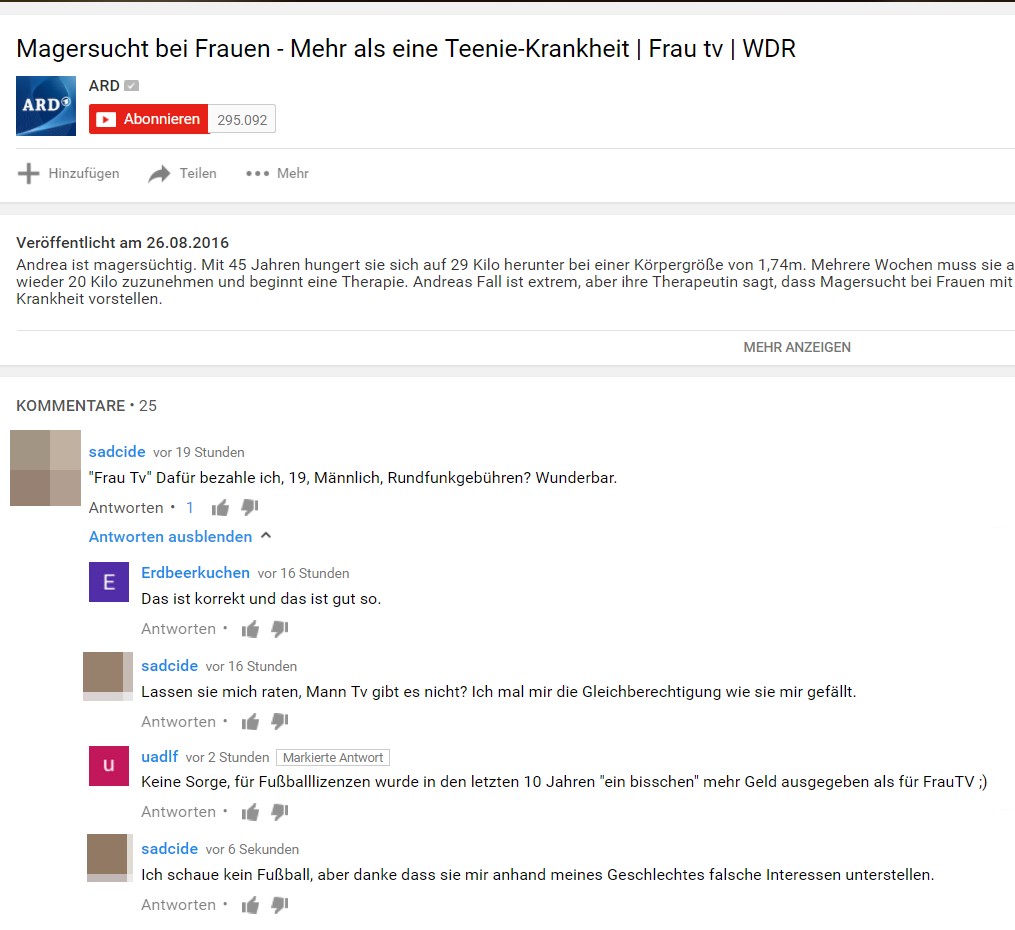 Magersucht bei Frauen - Mehr als eine Teenie-Krankheit | Frau tv | WDR
ARD
ARD
Abonnieren 295.092
Hinzufügen Teilen Mehr
Veröffentlicht am 26.08.2016
Andrea ist magersüchtig. Mit 45 Jahren hungert sie sich auf 29 Kilo herunter bei einer Körpergröße von 1,74m. Mehrere Wochen muss sie a
wieder 20 Kilo zuzunehmen und beginnt eine Therapie. Andreas Fall ist extrem, aber ihre Therapeutin sagt, dass Magersucht bei Frauen mit
Krankheit vorstellen.
MEHR ANZEIGEN
KOMMENTARE • 25
sadcide vor 19 Stunden
"Frau Tv" Dafür bezahle ich, 19, Männlich, Rundfunkgebühren? Wunderbar.
Antworten • 1
Antworten ausblenden
E
Erdbeerkuchen vor 16 Stunden
Das ist korrekt und das ist gut so.
Antworten •
sadcide vor 16 Stunden
Lassen sie mich raten, Mann Tv gibt es nicht? Ich mal mir die Gleichberechtigung wie sie mir gefällt.
Antworten •
u
uadlf vor 2 Stunden Markierte Antwort
Keine Sorge, für Fußballlizenzen wurde in den letzten 10 Jahren "ein bisschen" mehr Geld ausgegeben als für FrauTV ;)
Antworten •
sadcide vor 6 Sekunden
Ich schaue kein Fußball, aber danke dass sie mir anhand meines Geschlechtes falsche Interessen unterstellen.
Antworten •